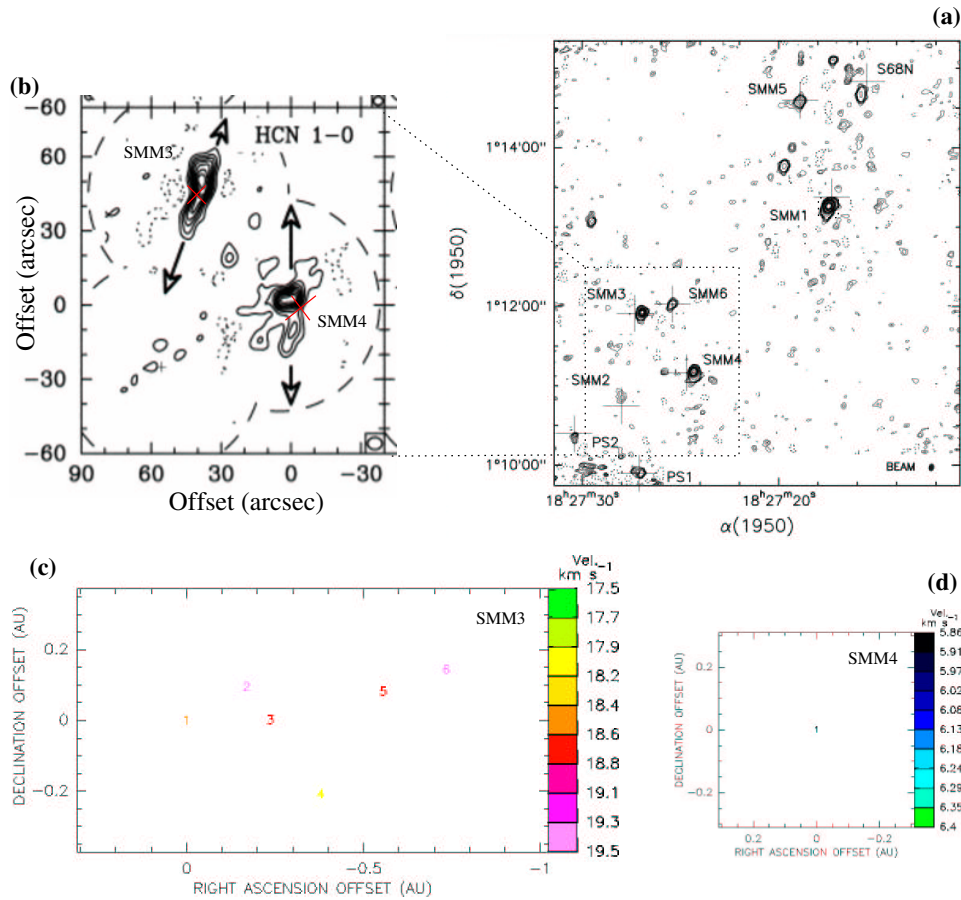 (a)
(b)
HCN 1-0
SMM3
SMM4
−60
60
30
0
−30
−60
90
60
30
0
−30
Offset (arcsec)
Offset (arcsec)
S68N
SMM5
SMM1
SMM3
SMM6
SMM4
SMM2
PS2
PS1
BEAM
1°14'00"
1°12'00"
1°10'00"
δ(1950)
18ʰ27ᵐ30ˢ
18ʰ27ᵐ20ˢ
α(1950)
(c)
SMM3
DECLINATION OFFSET (AU)
0.2
0
−0.2
1
2
3
4
5
6
0
−0.5
−1
RIGHT ASCENSION OFFSET (AU)
Vel.
km s⁻¹
17.5
17.7
17.9
18.2
18.4
18.6
18.8
19.1
19.3
19.5
(d)
SMM4
DECLINATION OFFSET (AU)
0.2
0
−0.2
1
0.2
0
−0.2
RIGHT ASCENSION OFFSET (AU)
Vel.
km s⁻¹
5.86
5.91
5.97
6.02
6.08
6.13
6.18
6.24
6.29
6.35
6.4